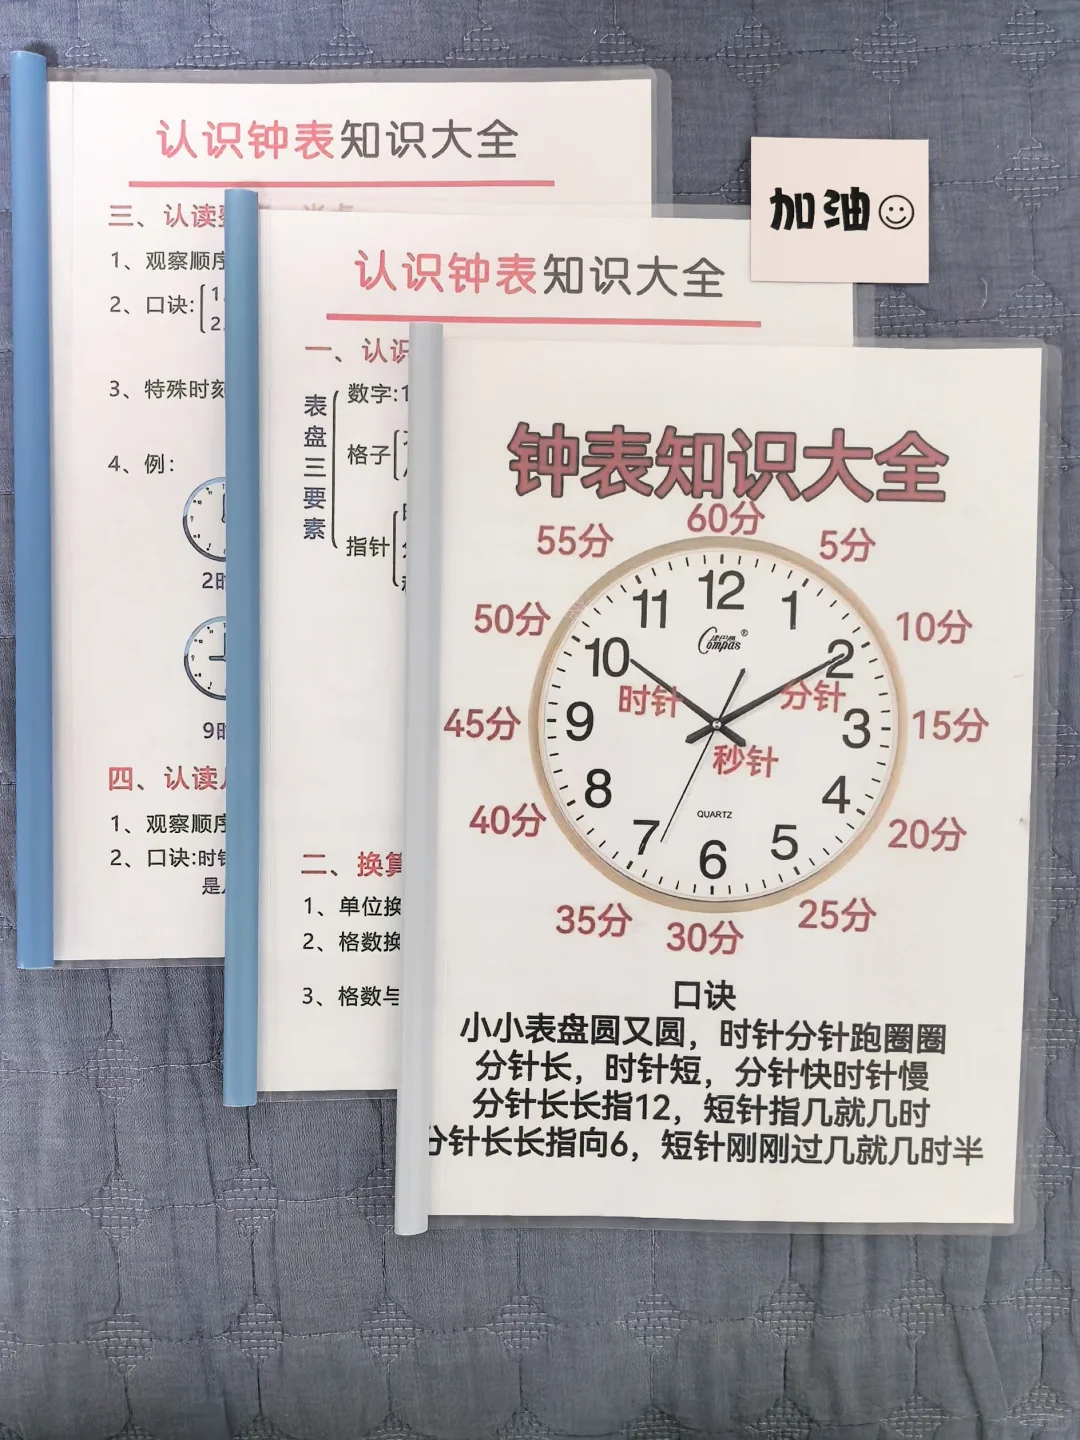 认识钟表知识大全
三、认读
1、观察顺序
2、口诀:
1
2
3、特殊时刻
4、例:
2时
9时
四、认读
1、观察顺序
2、口诀:时针
是
加油☺
认识钟表知识大全
一、认识
表盘三要素
数字:1
格子
指针
二、换算
1、单位换
2、格数换
3、格数与
钟表知识大全
60分
55分
5分
50分
10分
45分
15分
40分
20分
35分
30分
25分
12
11
1
10
2
9
3
8
4
7
5
6
康巴丝®
Compas
时针
分针
秒针
QUARTZ
口诀
小小表盘圆又圆，时针分针跑圈圈
分针长，时针短，分针快时针慢
分针长长指12，短针指几就几时
分针长长指向6，短针刚刚过几就几时半